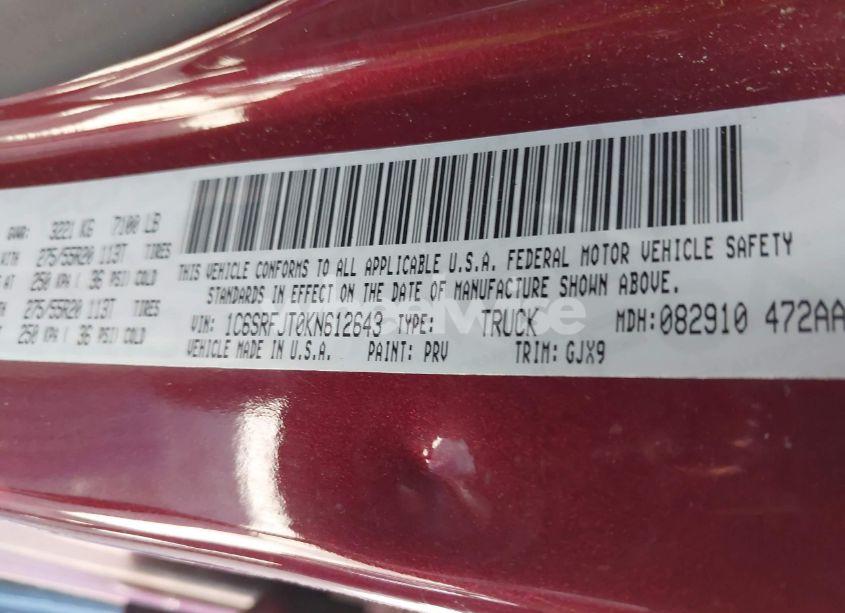 GVWR: 3221 KG 7100 LB
WITH 275/55R20 113T TIRES
AT 250 KPA ( 36 PSI) COLD
275/55R20 113T TIRES
250 KPA ( 36 PSI) COLD
THIS VEHICLE CONFORMS TO ALL APPLICABLE U.S.A. FEDERAL MOTOR VEHICLE SAFETY
STANDARDS IN EFFECT ON THE DATE OF MANUFACTURE SHOWN ABOVE.
VIN: 1C6SRFJT0KN612643 TYPE: TRUCK MDH:082910 472AA
VEHICLE MADE IN U.S.A. PAINT: PRV TRIM: GJX9